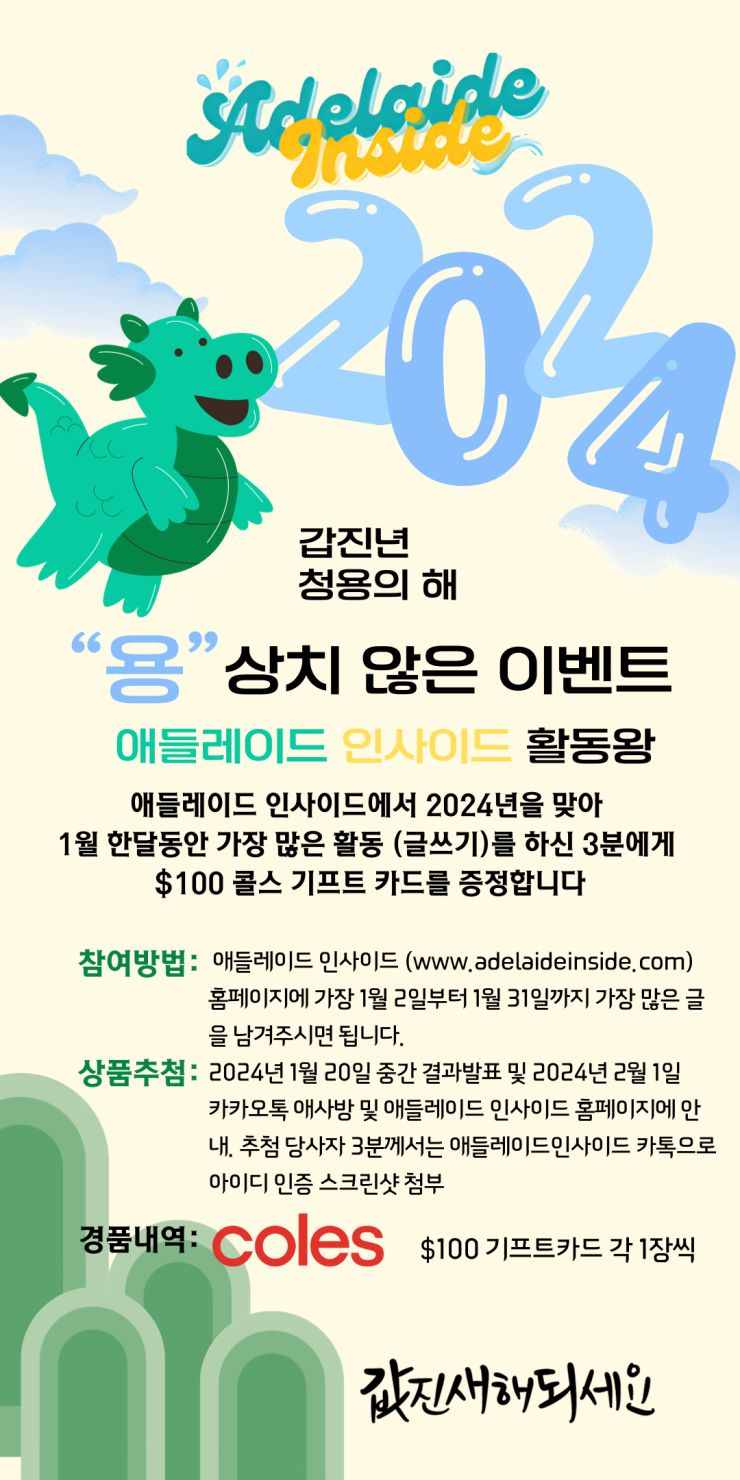 Adelaide
Inside
2024
갑진년
청용의 해
“용”상치 않은 이벤트
애들레이드 인사이드 활동왕
애들레이드 인사이드에서 2024년을 맞아
1월 한달동안 가장 많은 활동 (글쓰기)를 하신 3분에게
$100 콜스 기프트 카드를 증정합니다
참여방법: 애들레이드 인사이드 (www.adelaideinside.com)
홈페이지에 가장 1월 2일부터 1월 31일까지 가장 많은 글
을 남겨주시면 됩니다.
상품추첨: 2024년 1월 20일 중간 결과발표 및 2024년 2월 1일
카카오톡 애사방 및 애들레이드 인사이드 홈페이지에 안
내. 추첨 당사자 3분께서는 애들레이드인사이드 카톡으로
아이디 인증 스크린샷 첨부
경품내역: coles $100 기프트카드 각 1장씩
값진새해되세요